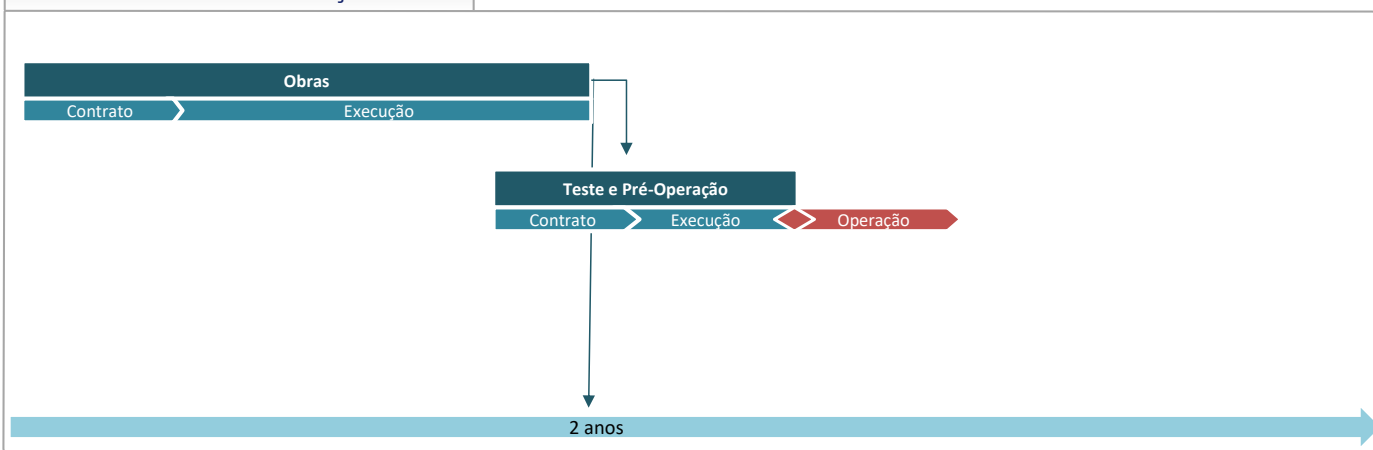 Obras
Contrato
Execução
Teste e Pré-Operação
Contrato
Execução
Operação
2 anos